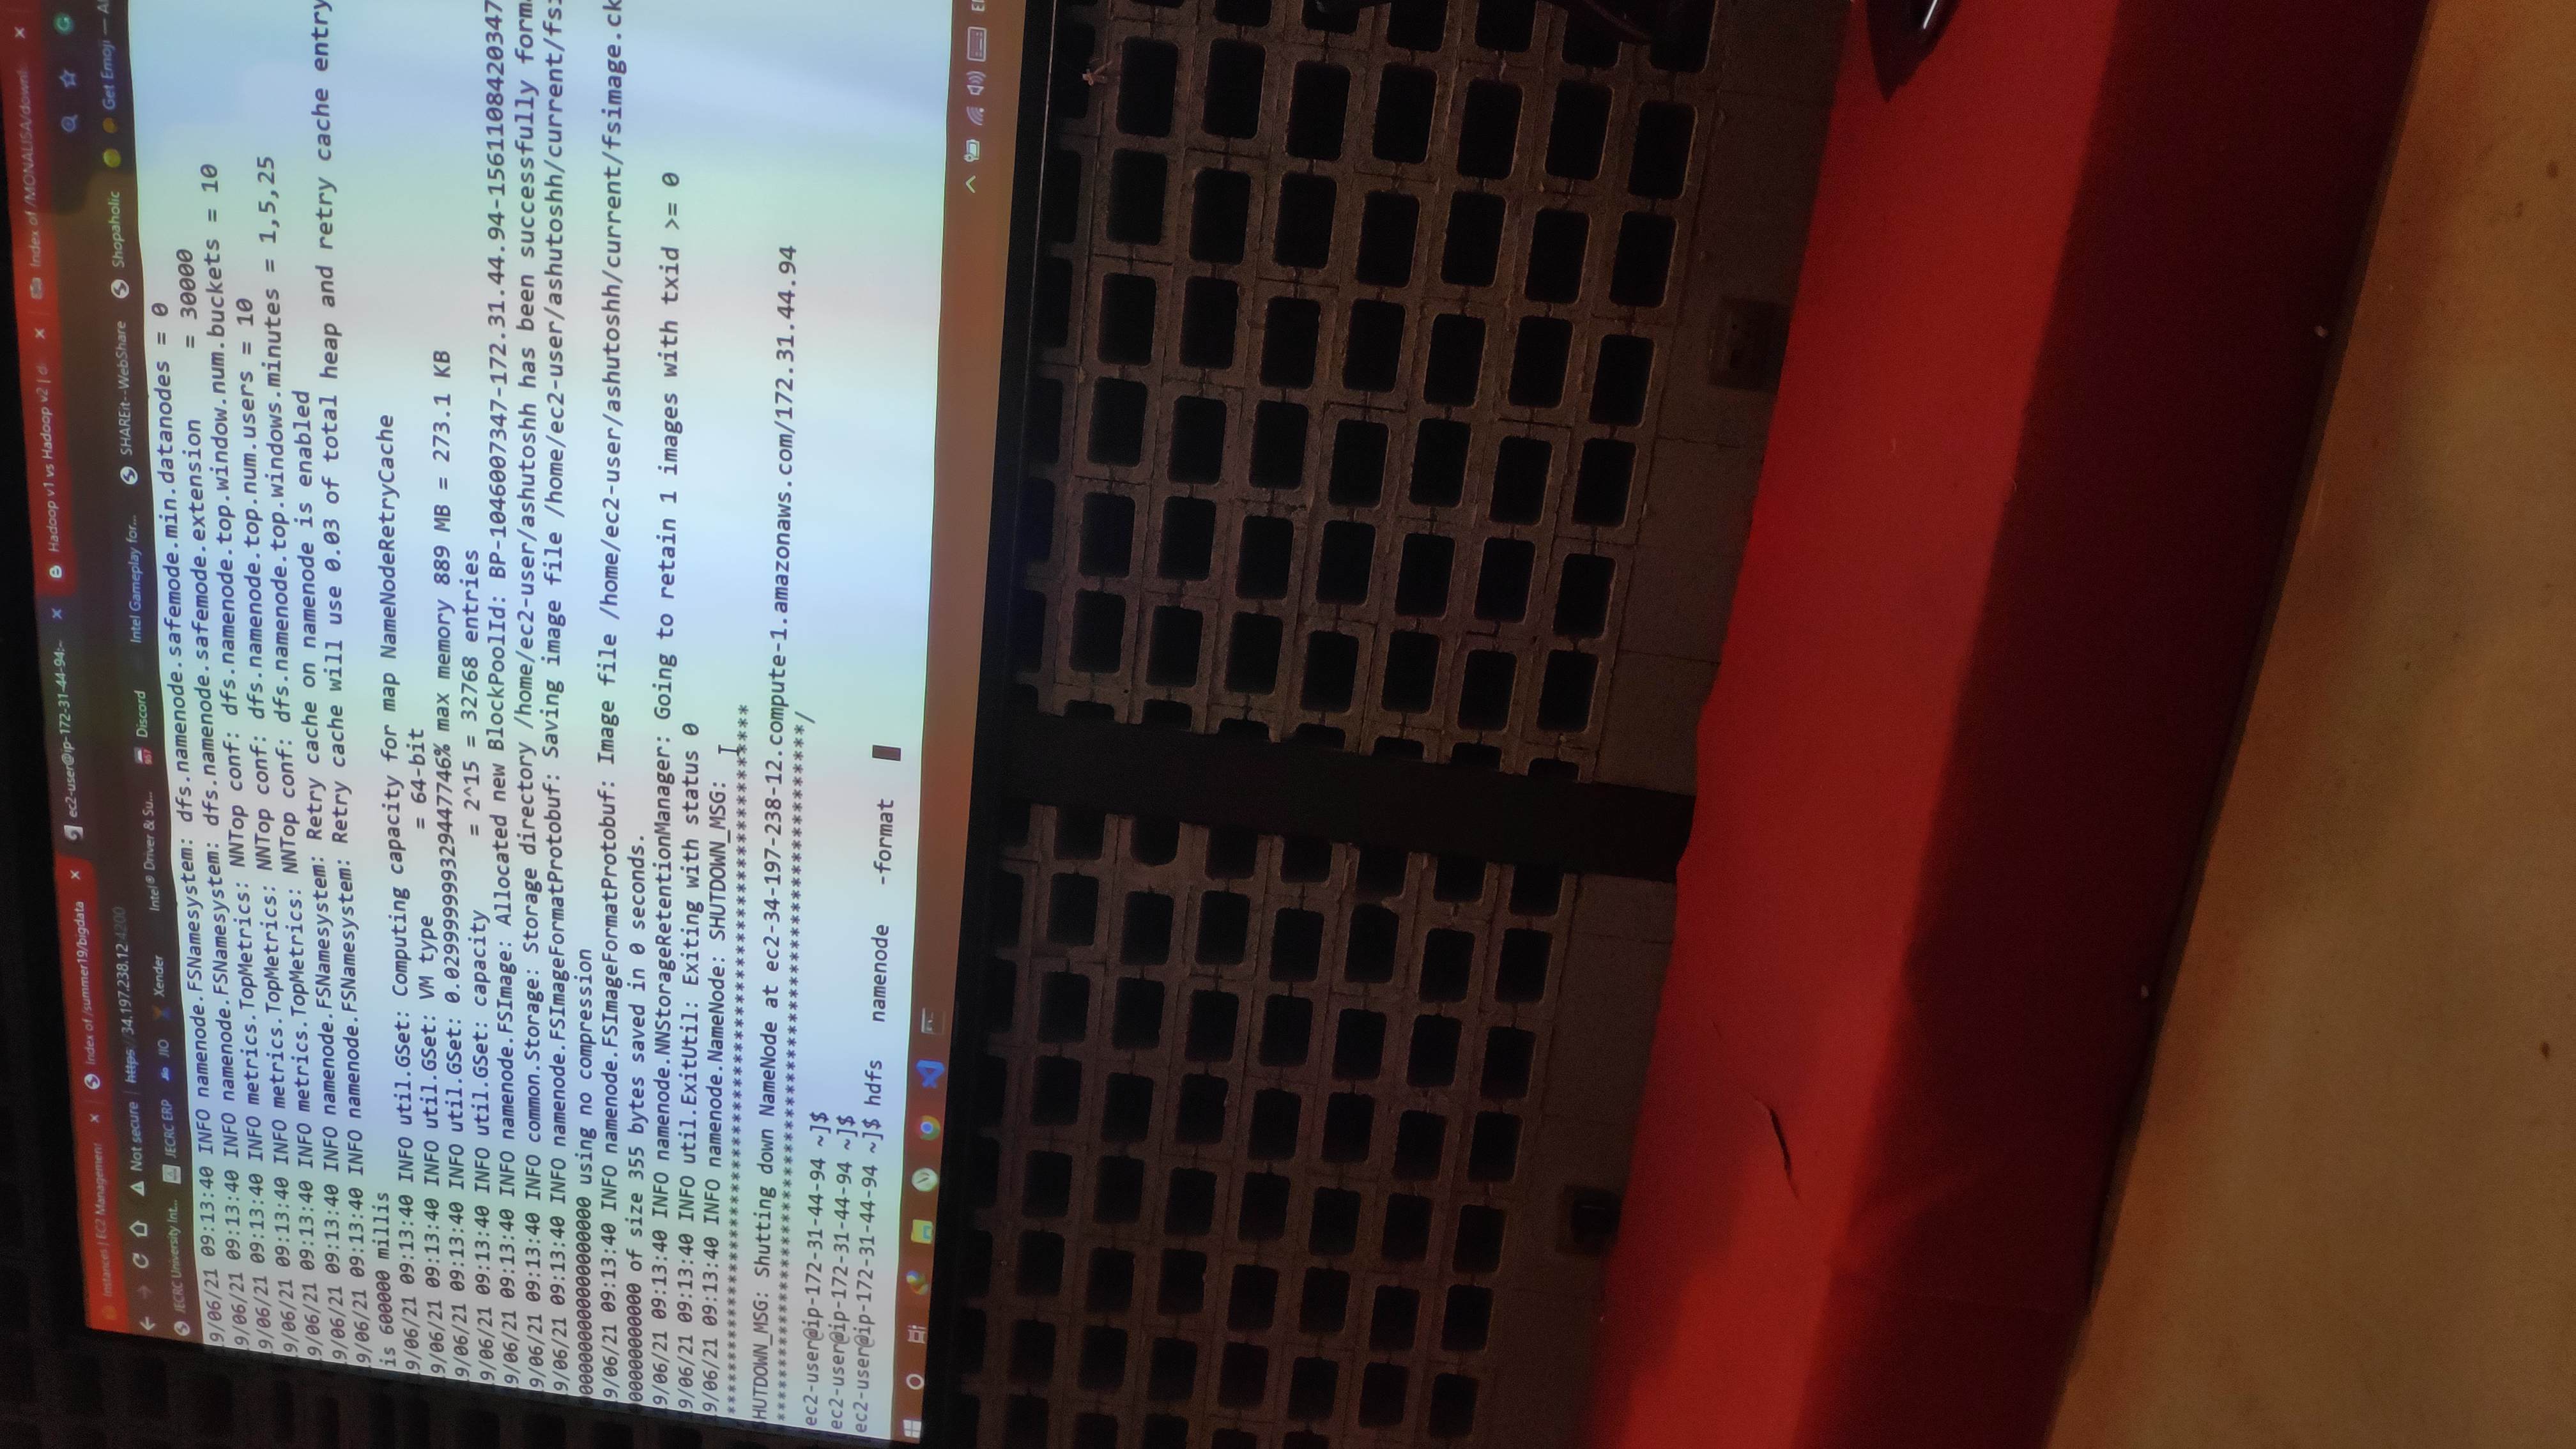 Instances | EC2 Management
Index of /summer19/bigdata
ec2-user@ip-172-31-44-94:~
Hadoop v1 vs Hadoop v2 | d
Index of /MONALISA/downl
Not secure https 34.197.238.12:4200
JECRC University Int... JECRC ERP JIO Xender Intel® Driver & Su... Discord Intel Gameplay for... SHAREit--WebShare Shopaholic Get Emoji —
9/06/21 09:13:40 INFO namenode.FSNamesystem: dfs.namenode.safemode.min.datanodes = 0
9/06/21 09:13:40 INFO namenode.FSNamesystem: dfs.namenode.safemode.extension = 30000
9/06/21 09:13:40 INFO metrics.TopMetrics: NNTop conf: dfs.namenode.top.window.num.buckets = 10
9/06/21 09:13:40 INFO metrics.TopMetrics: NNTop conf: dfs.namenode.top.num.users = 10
9/06/21 09:13:40 INFO metrics.TopMetrics: NNTop conf: dfs.namenode.top.windows.minutes = 1,5,25
9/06/21 09:13:40 INFO namenode.FSNamesystem: Retry cache on namenode is enabled
9/06/21 09:13:40 INFO namenode.FSNamesystem: Retry cache will use 0.03 of total heap and retry cache entry
is 600000 millis
9/06/21 09:13:40 INFO util.GSet: Computing capacity for map NameNodeRetryCache
9/06/21 09:13:40 INFO util.GSet: VM type = 64-bit
9/06/21 09:13:40 INFO util.GSet: 0.029999999329447746% max memory 889 MB = 273.1 KB
9/06/21 09:13:40 INFO util.GSet: capacity = 2^15 = 32768 entries
9/06/21 09:13:40 INFO namenode.FSImage: Allocated new BlockPoolId: BP-1046007347-172.31.44.94-1561108420347
9/06/21 09:13:40 INFO common.Storage: Storage directory /home/ec2-user/ashutoshh has been successfully form
9/06/21 09:13:40 INFO namenode.FSImageFormatProtobuf: Saving image file /home/ec2-user/ashutoshh/current/fs
0000000000000000000 using no compression
9/06/21 09:13:40 INFO namenode.FSImageFormatProtobuf: Image file /home/ec2-user/ashutoshh/current/fsimage.ck
000000000000 of size 355 bytes saved in 0 seconds.
9/06/21 09:13:40 INFO namenode.NNStorageRetentionManager: Going to retain 1 images with txid >= 0
9/06/21 09:13:40 INFO util.ExitUtil: Exiting with status 0
9/06/21 09:13:40 INFO namenode.NameNode: SHUTDOWN_MSG:
************************************************************
HUTDOWN_MSG: Shutting down NameNode at ec2-34-197-238-12.compute-1.amazonaws.com/172.31.44.94
************************************************************/
ec2-user@ip-172-31-44-94 ~]$
ec2-user@ip-172-31-44-94 ~]$
ec2-user@ip-172-31-44-94 ~]$ hdfs namenode -format